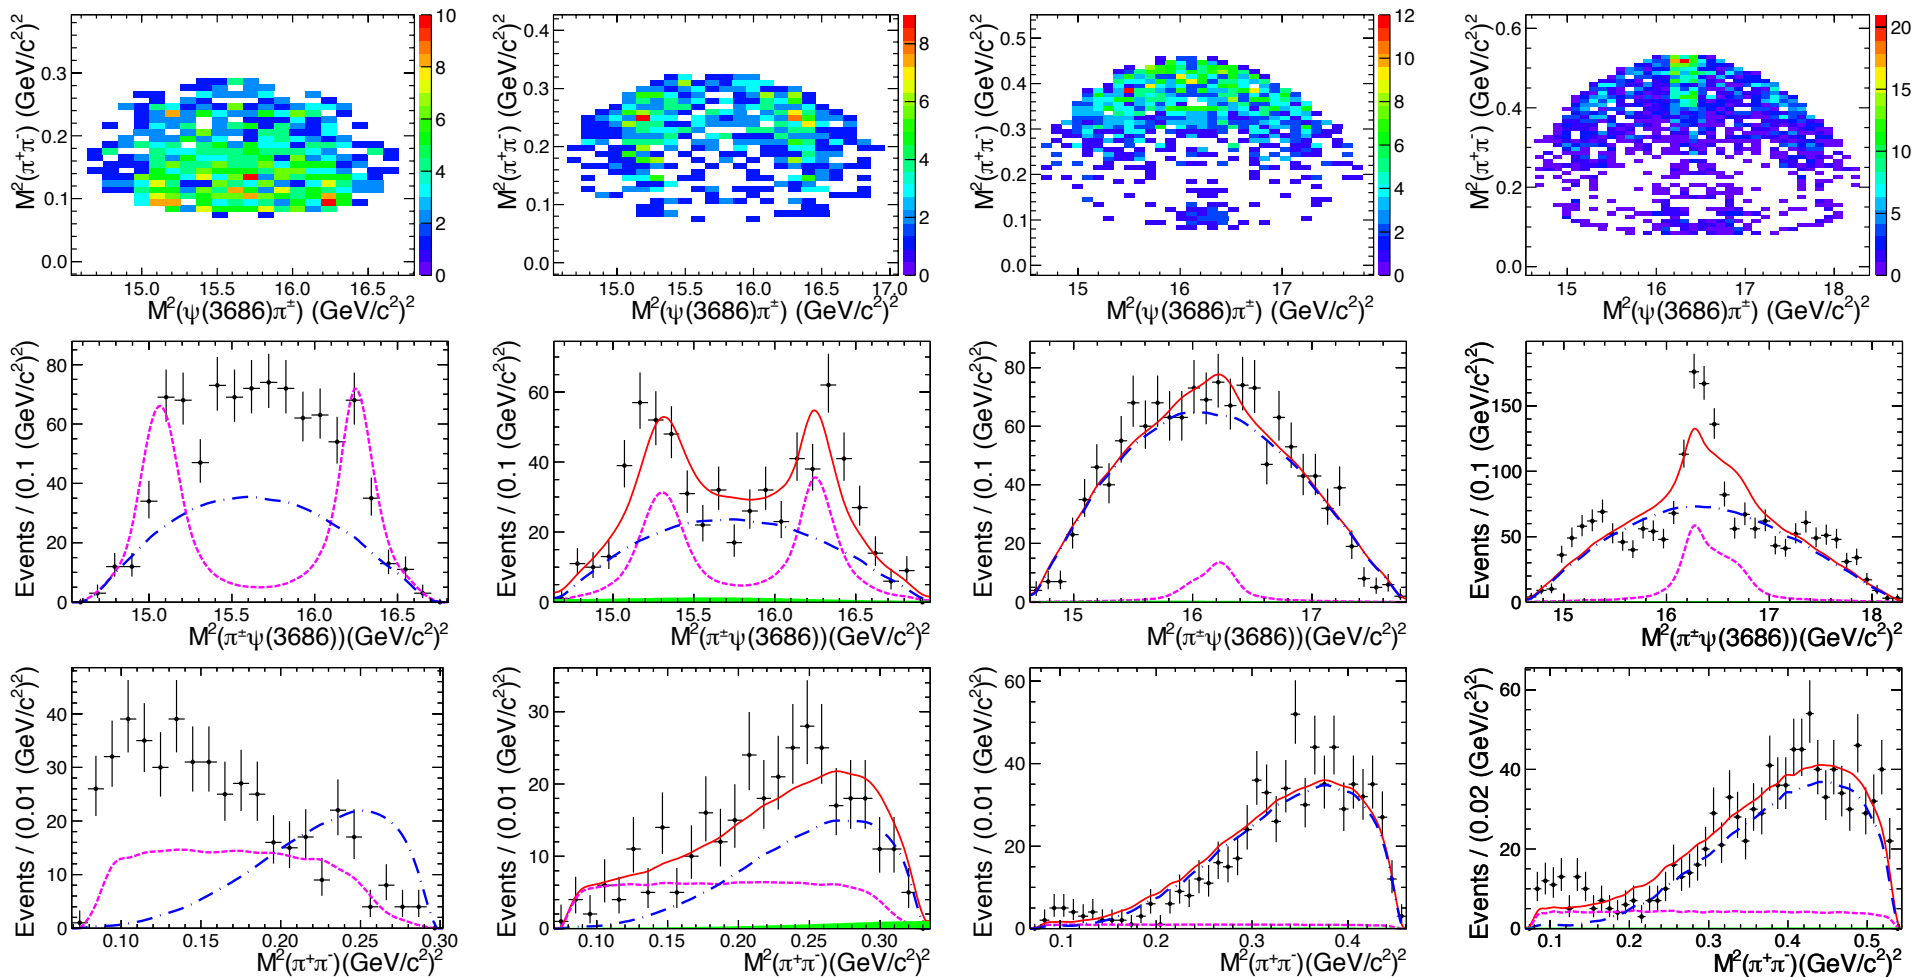 M²(π⁺π⁻) (GeV/c²)²
0.3
0.2
0.1
0.0
15.0 15.5 16.0 16.5
M²(ψ(3686)π±) (GeV/c²)²
10
8
6
4
2
0
M²(π⁺π⁻) (GeV/c²)²
0.4
0.3
0.2
0.1
0.0
15.0 15.5 16.0 16.5 17.0
M²(ψ(3686)π±) (GeV/c²)²
8
6
4
2
0
M²(π⁺π⁻) (GeV/c²)²
0.5
0.4
0.3
0.2
0.1
0.0
15 16 17
M²(ψ(3686)π±) (GeV/c²)²
12
10
8
6
4
2
0
M²(π⁺π⁻) (GeV/c²)²
0.6
0.4
0.2
0.0
15 16 17 18
M²(ψ(3686)π±) (GeV/c²)²
20
15
10
5
0
Events / (0.1 (GeV/c²)²
80
60
40
20
0
15.0 15.5 16.0 16.5
M²(π±ψ(3686))(GeV/c²)²
Events / (0.1 (GeV/c²)²
60
40
20
0
15.0 15.5 16.0 16.5
M²(π±ψ(3686))(GeV/c²)²
Events / (0.1 (GeV/c²)²
80
60
40
20
0
15 16 17
M²(π±ψ(3686))(GeV/c²)²
Events / (0.1 (GeV/c²)²
150
100
50
0
15 16 17 18
M²(π±ψ(3686))(GeV/c²)²
Events / (0.01 (GeV/c²)²
40
30
20
10
0
0.10 0.15 0.20 0.25 0.30
M²(π⁺π⁻)(GeV/c²)²
Events / (0.01 (GeV/c²)²
30
20
10
0
0.10 0.15 0.20 0.25 0.30
M²(π⁺π⁻)(GeV/c²)²
Events / (0.01 (GeV/c²)²
60
40
20
0
0.1 0.2 0.3 0.4
M²(π⁺π⁻)(GeV/c²)²
Events / (0.02 (GeV/c²)²
60
40
20
0
0.1 0.2 0.3 0.4 0.5
M²(π⁺π⁻)(GeV/c²)²